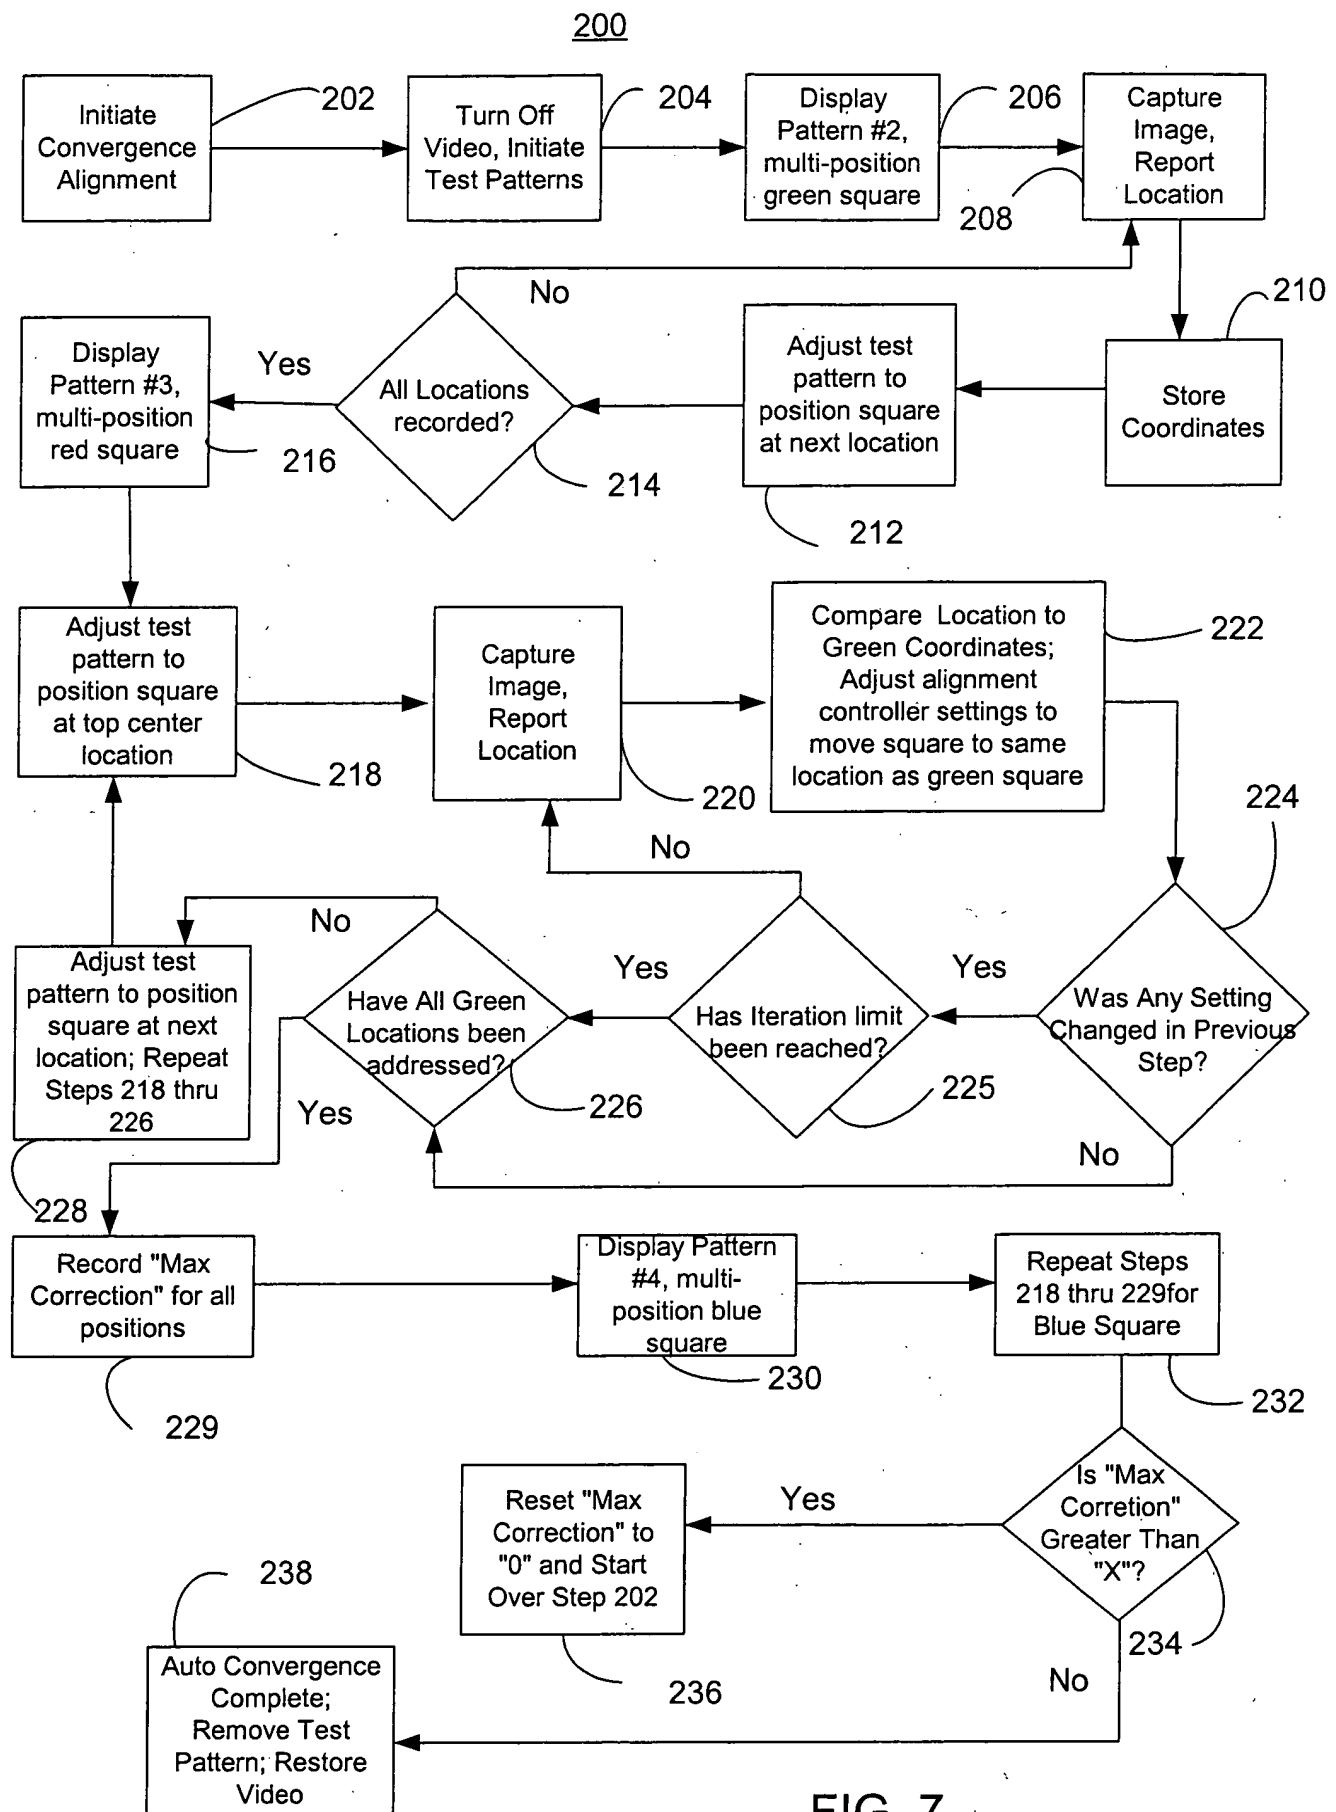 200
Initiate
Convergence
Alignment
202
Turn Off
Video, Initiate
Test Patterns
204
Display
Pattern #2,
multi-position
green square
206
Capture
Image,
Report
Location
208
No
210
Display
Pattern #3,
multi-position
red square
Yes
216
All Locations
recorded?
214
Adjust test
pattern to
position square
at next location
212
Store
Coordinates
Adjust test
pattern to
position square
at top center
location
218
Capture
Image,
Report
Location
220
Compare Location to
Green Coordinates;
Adjust alignment
controller settings to
move square to same
location as green square
222
224
No
No
Adjust test
pattern to position
square at next
location; Repeat
Steps 218 thru
226
228
Have All Green
Locations been
addressed?
226
Yes
Yes
Has Iteration limit
been reached?
225
Yes
Was Any Setting
Changed in Previous
Step?
No
Record "Max
Correction" for all
positions
229
Display Pattern
#4, multi-
position blue
square
230
Repeat Steps
218 thru 229for
Blue Square
232
Is "Max
Corretion"
Greater Than
"X"?
234
Yes
Reset "Max
Correction" to
"0" and Start
Over Step 202
236
No
238
Auto Convergence
Complete;
Remove Test
Pattern; Restore
Video
FIG. 7